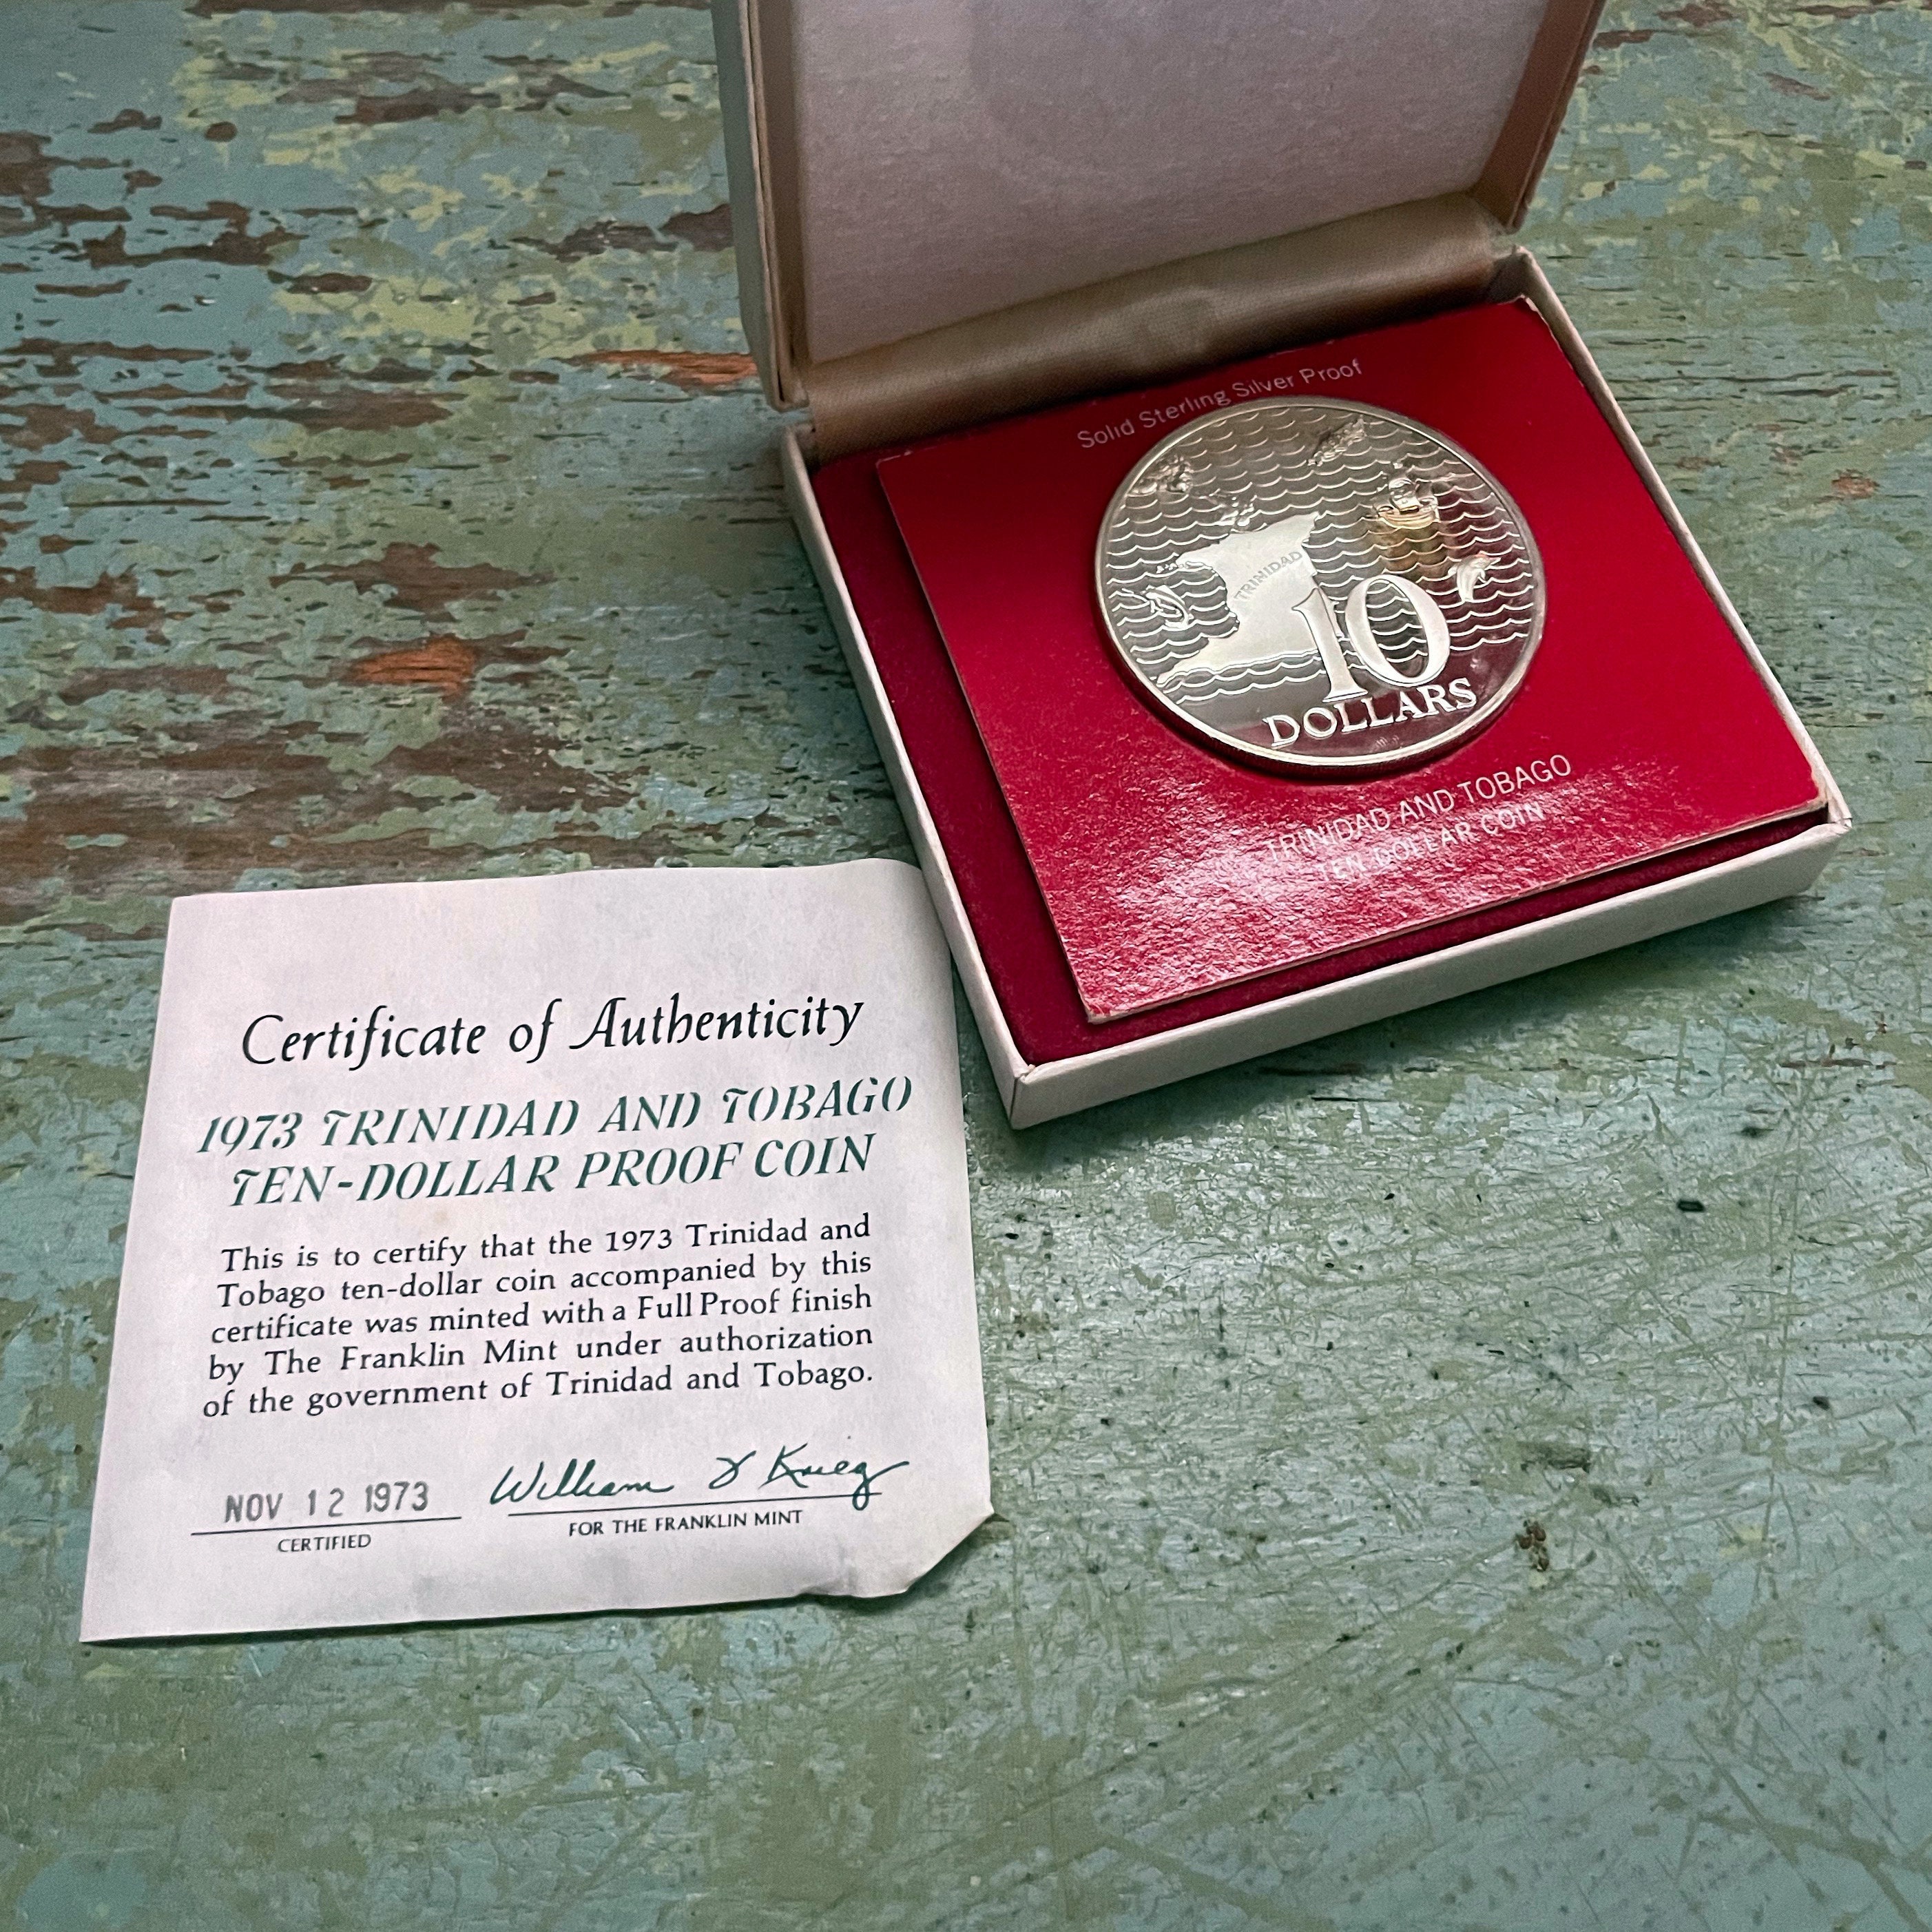 Solid Sterling Silver Proof
TRINIDAD
10
DOLLARS
TRINIDAD AND TOBAGO
TEN DOLLAR COIN
Certificate of Authenticity
1973 TRINIDAD AND TOBAGO
TEN-DOLLAR PROOF COIN
This is to certify that the 1973 Trinidad and
Tobago ten-dollar coin accompanied by this
certificate was minted with a Full Proof finish
by The Franklin Mint under authorization
of the government of Trinidad and Tobago.
NOV 12 1973
CERTIFIED
William F Krieg
FOR THE FRANKLIN MINT